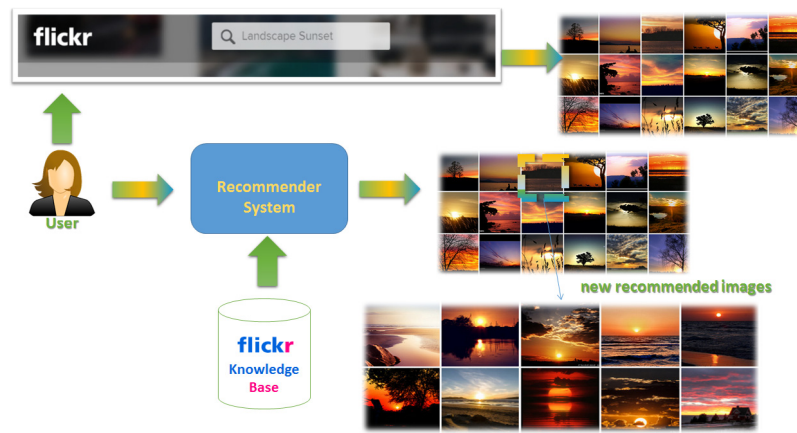 flickr
Landscape Sunset
User
Recommender
System
new recommended images
flickr
Knowledge
Base